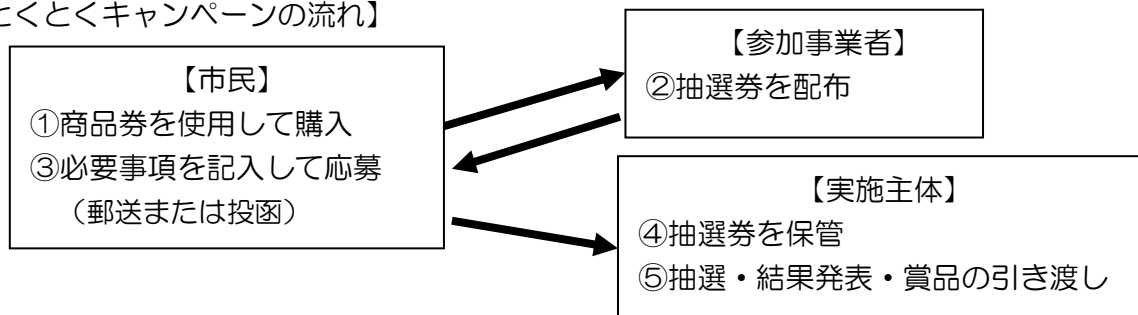 とくとくキャンペーンの流れ】
【市民】
①商品券を使用して購入
③必要事項を記入して応募
（郵送または投函）
【参加事業者】
②抽選券を配布
【実施主体】
④抽選券を保管
⑤抽選・結果発表・賞品の引き渡し